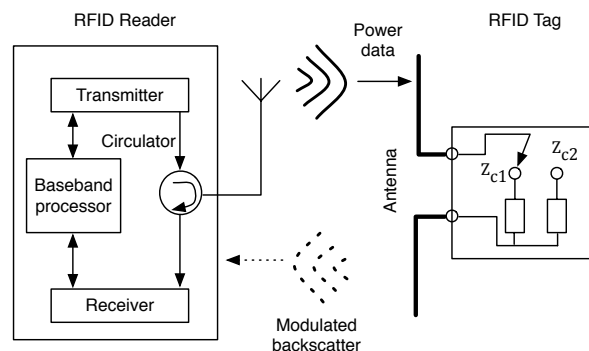 RFID Reader
Transmitter
Circulator
Baseband
processor
Receiver
Power
data
Modulated
backscatter
RFID Tag
Antenna
Zc1
Zc2